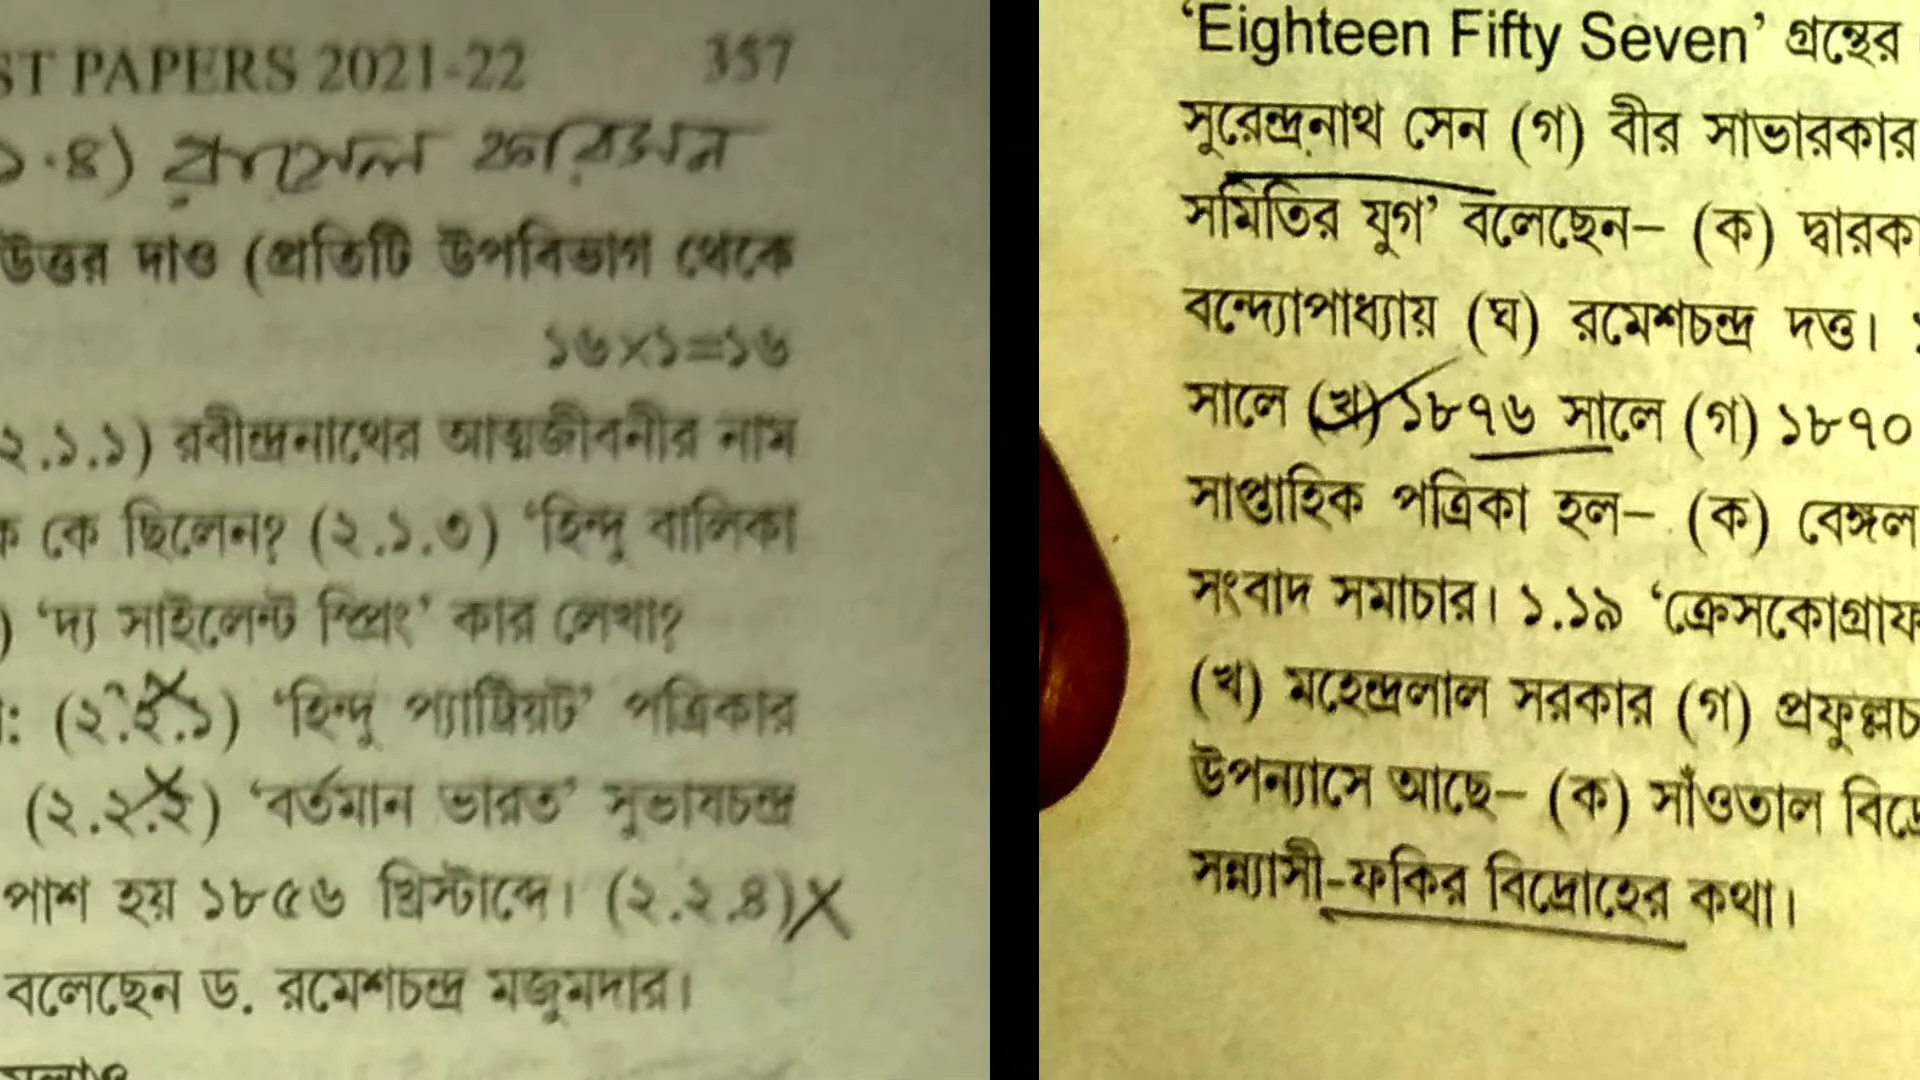 ST PAPERS 2021-22 357
১.৪) র‍্যাচেল কারসন
উত্তর দাও (প্রতিটি উপবিভাগ থেকে
১৬×১=১৬
২.১.১) রবীন্দ্রনাথের আত্মজীবনীর নাম
ক কে ছিলেন? (২.১.৩) ‘হিন্দু বালিকা
) ‘দ্য সাইলেন্ট স্প্রিং’ কার লেখা?
: (২.২.১) ‘হিন্দু প্যাট্রিয়ট’ পত্রিকার
(২.২.২) ‘বর্তমান ভারত’ সুভাষচন্দ্র
পাশ হয় ১৮৫৬ খ্রিস্টাব্দে। (২.২.৪)
বলেছেন ড. রমেশচন্দ্র মজুমদার।
‘Eighteen Fifty Seven’ গ্রন্থের
সুরেন্দ্রনাথ সেন (গ) বীর সাভারকার
সমিতির যুগ’ বলেছেন– (ক) দ্বারকা
বন্দ্যোপাধ্যায় (ঘ) রমেশচন্দ্র দত্ত।
সালে (খ) ১৮৭৬ সালে (গ) ১৮৭০
সাপ্তাহিক পত্রিকা হল– (ক) বেঙ্গল
সংবাদ সমাচার। ১.১৯ ‘ক্রেসকোগ্রাফ
(খ) মহেন্দ্রলাল সরকার (গ) প্রফুল্লচ
উপন্যাসে আছে– (ক) সাঁওতাল বিদ্রো
সন্ন্যাসী-ফকির বিদ্রোহের কথা।